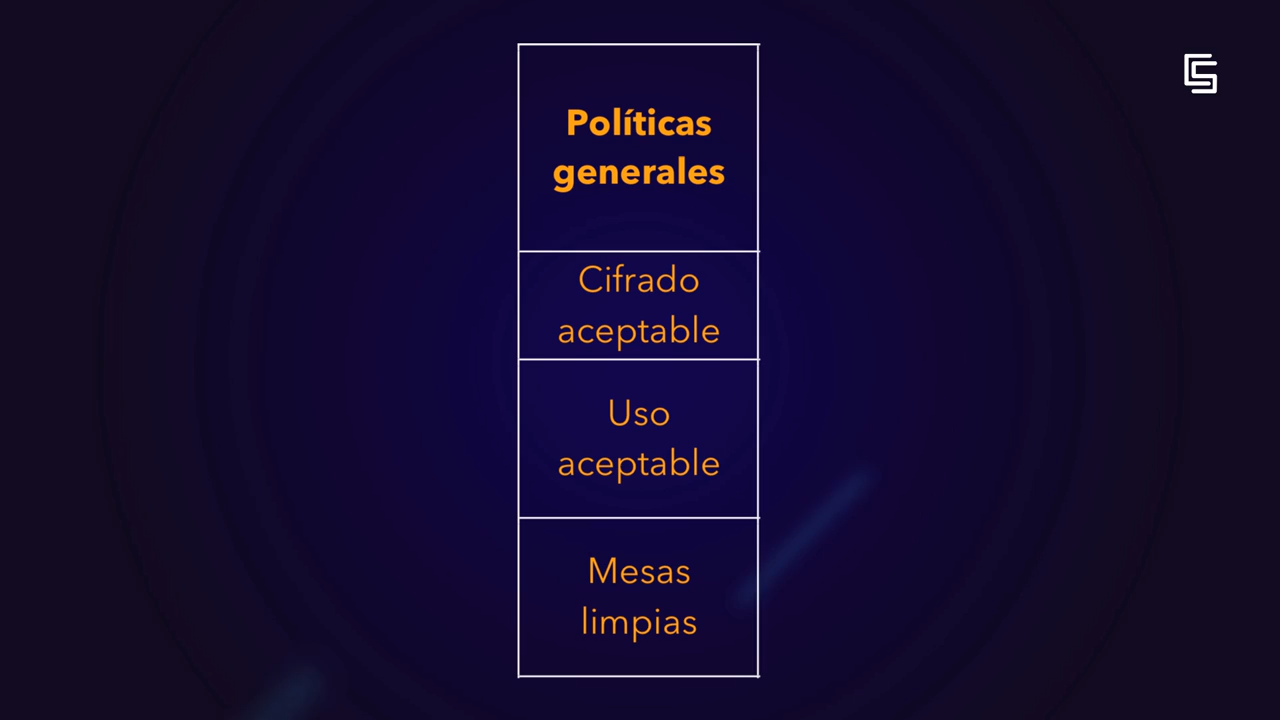 Políticas
generales
Cifrado
aceptable
Uso
aceptable
Mesas
limpias